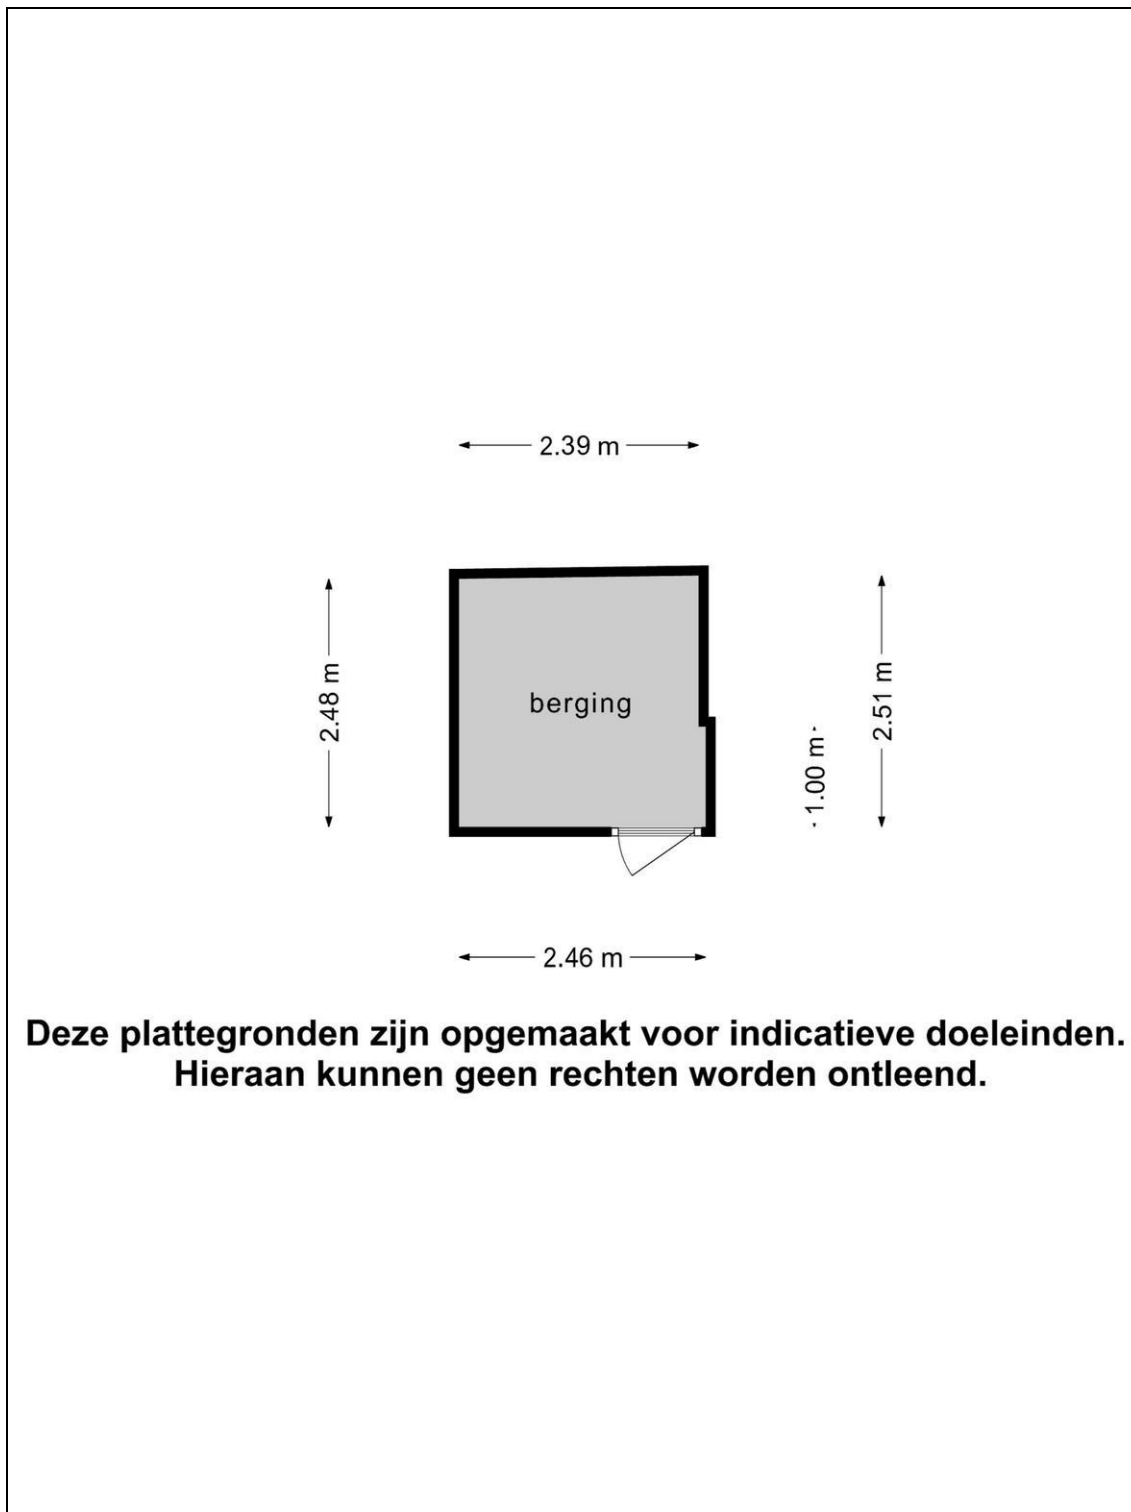 2.39 m
2.48 m
berging
2.51 m
1.00 m
2.46 m
Deze plattegronden zijn opgemaakt voor indicatieve doeleinden.
Hieraan kunnen geen rechten worden ontleend.